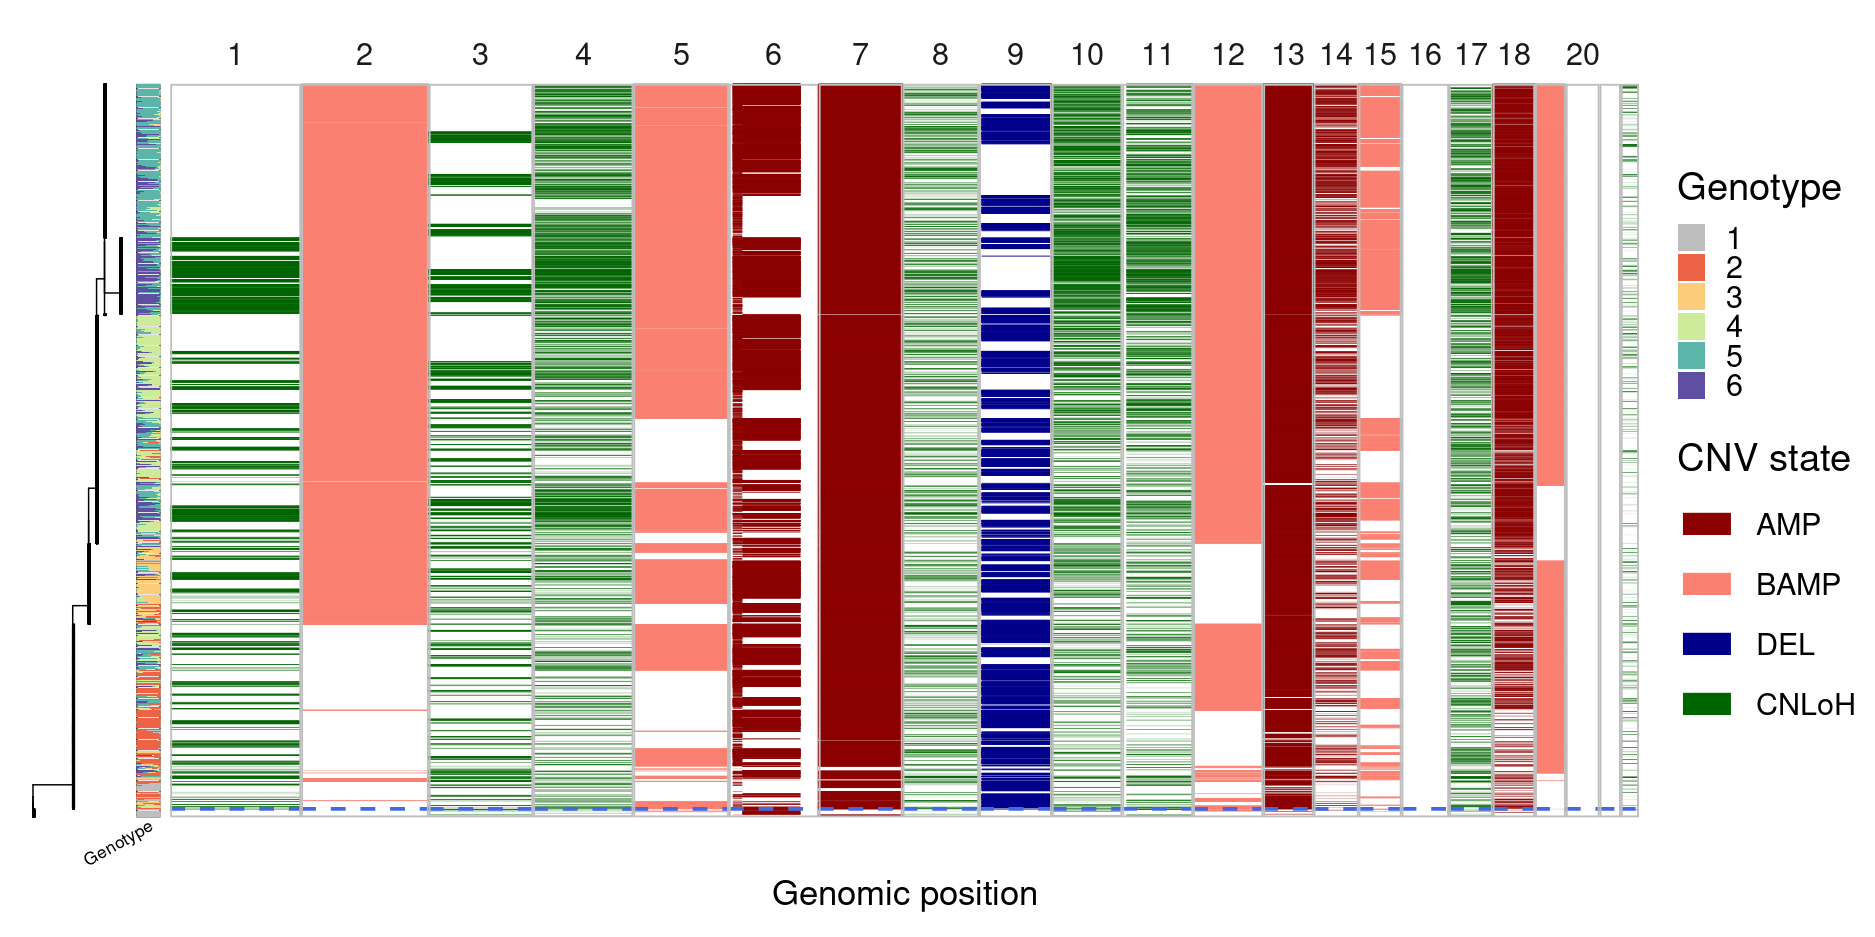 1 2 3 4 5 6 7 8 9 10 11 12 13 14 15 16 17 18 20
Genotype
1
2
3
4
5
6
CNV state
AMP
BAMP
DEL
CNLoH
Genotype
Genomic position